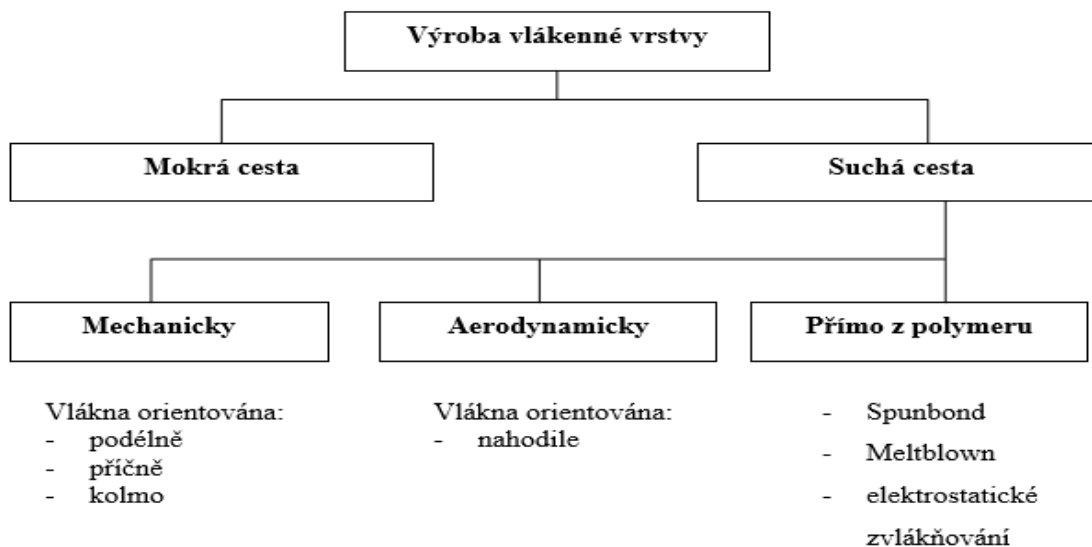 Výroba vlákenné vrstvy
Mokrá cesta
Suchá cesta
Mechanicky
Aerodynamicky
Přímo z polymeru
Vlákna orientována:
- podélně
- příčně
- kolmo
Vlákna orientována:
- nahodile
- Spunbond
- Meltblown
- elektrostatické
zvlákňování